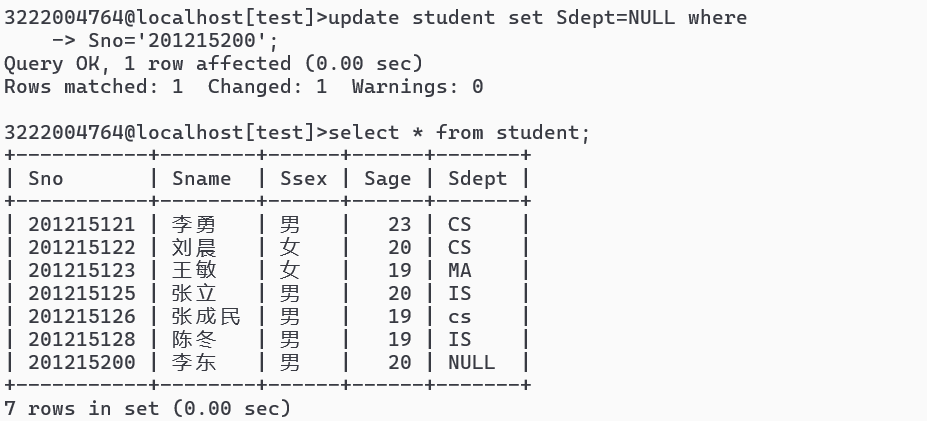 3222004764@localhost[test]>update student set Sdept=NULL where
    -> Sno='201215200';
Query OK, 1 row affected (0.00 sec)
Rows matched: 1  Changed: 1  Warnings: 0

3222004764@localhost[test]>select * from student;
+-----------+--------+------+------+-------+
| Sno       | Sname  | Ssex | Sage | Sdept |
+-----------+--------+------+------+-------+
| 201215121 | 李勇   | 男   |   23 | CS    |
| 201215122 | 刘晨   | 女   |   20 | CS    |
| 201215123 | 王敏   | 女   |   19 | MA    |
| 201215125 | 张立   | 男   |   20 | IS    |
| 201215126 | 张成民 | 男   |   19 | cs    |
| 201215128 | 陈冬   | 男   |   19 | IS    |
| 201215200 | 李东   | 男   |   20 | NULL  |
+-----------+--------+------+------+-------+
7 rows in set (0.00 sec)